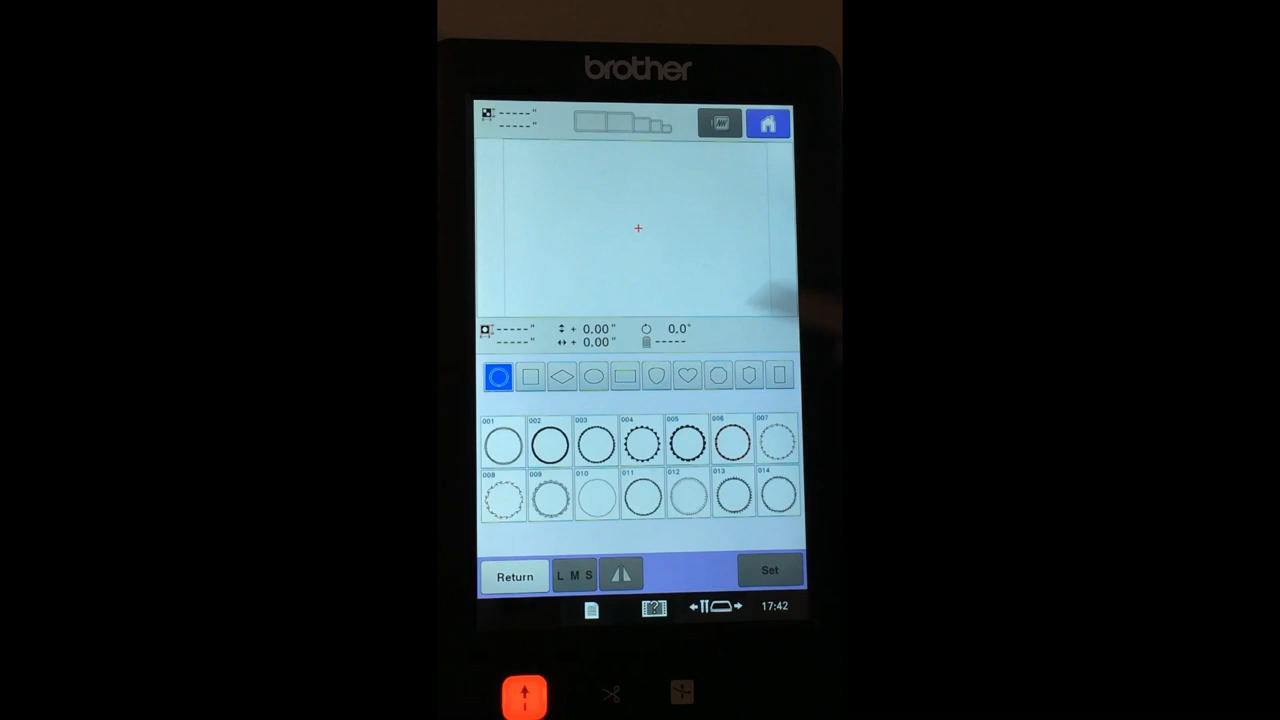 brother
----- "
----- "
----- " + 0.00 " 0.0°
----- " + 0.00 " -----
001 002 003 004 005 006 007
008 009 010 011 012 013 014
Return L M S Set
? 17:42